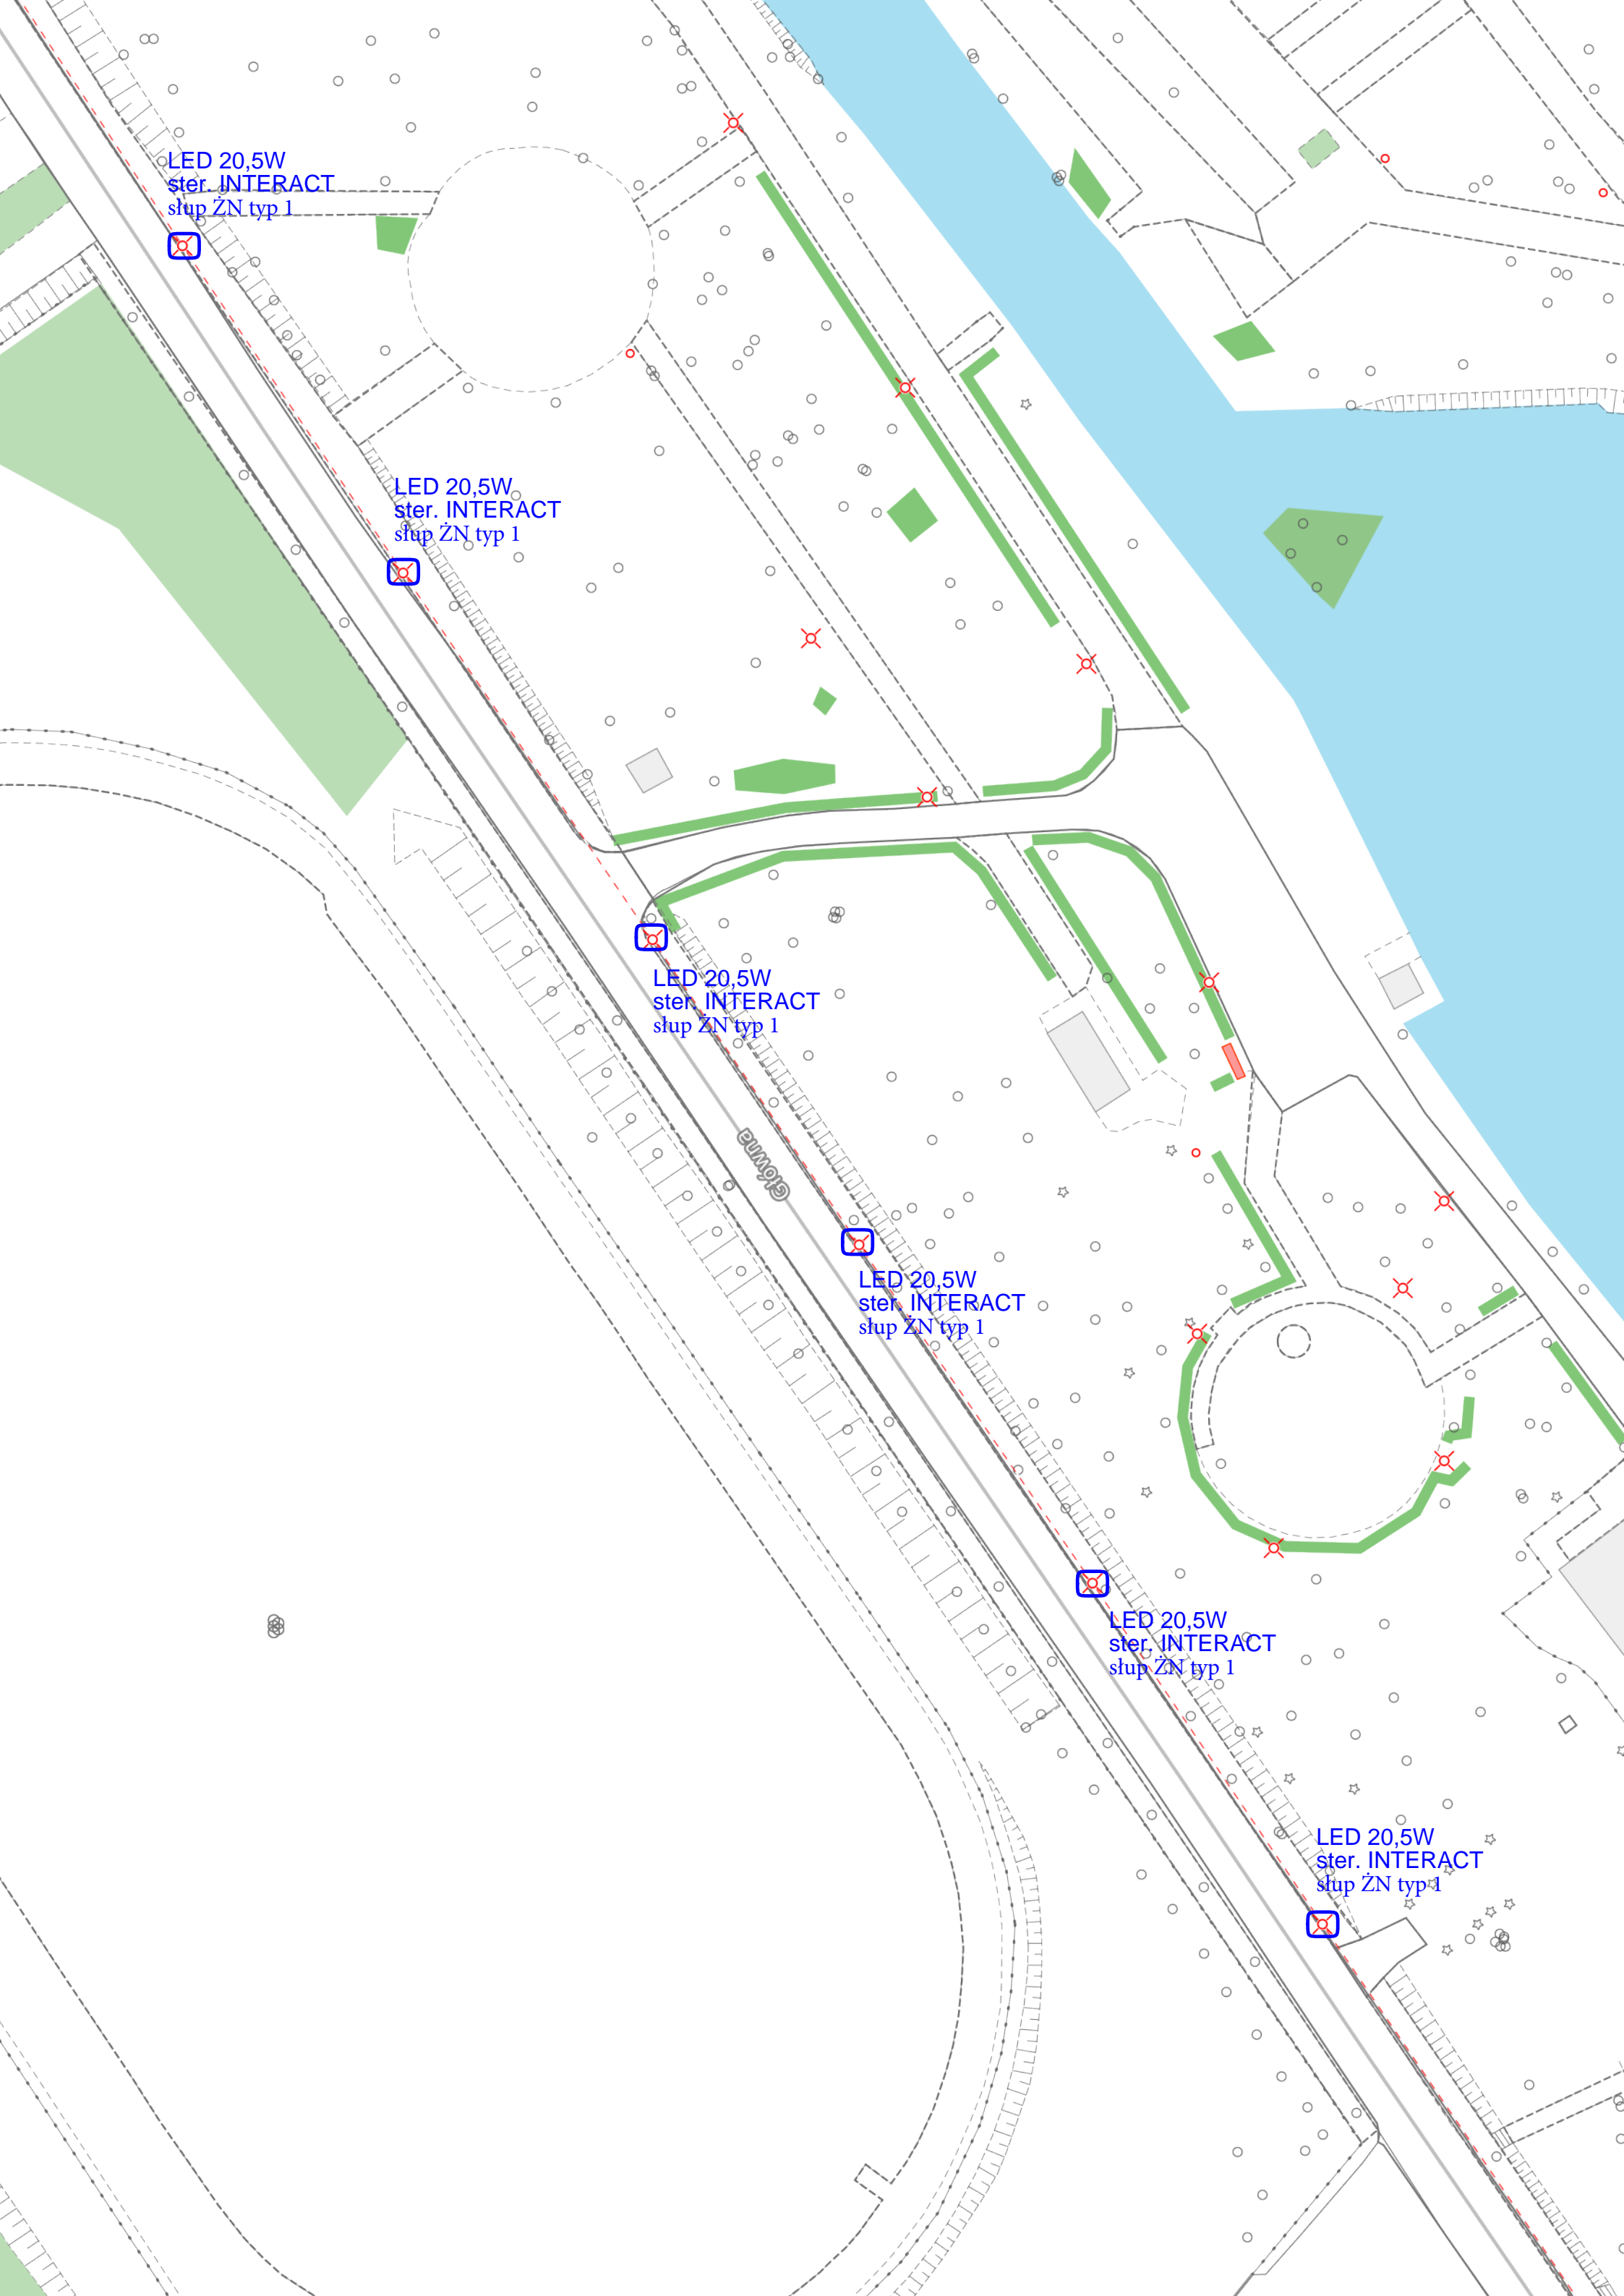 LED 20,5W
ster. INTERACT
słup ŻN typ 1
LED 20,5W
ster. INTERACT
słup ŻN typ 1
LED 20,5W
ster. INTERACT
słup ŻN typ 1
Główna
LED 20,5W
ster. INTERACT
słup ŻN typ 1
LED 20,5W
ster. INTERACT
słup ŻN typ 1
LED 20,5W
ster. INTERACT
słup ŻN typ 1